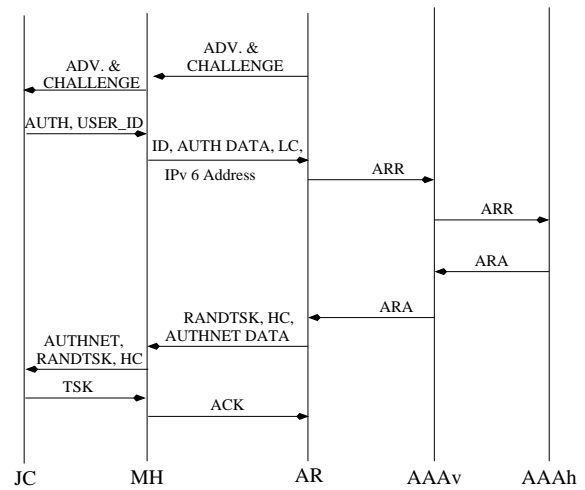 ADV. &
CHALLENGE
ADV. &
CHALLENGE
AUTH, USER_ID
ID, AUTH DATA, LC,
IPv 6 Address
ARR
ARR
ARA
ARA
RANDTSK, HC,
AUTHNET DATA
AUTHNET,
RANDTSK, HC
TSK
ACK
JC MH AR AAAv AAAh